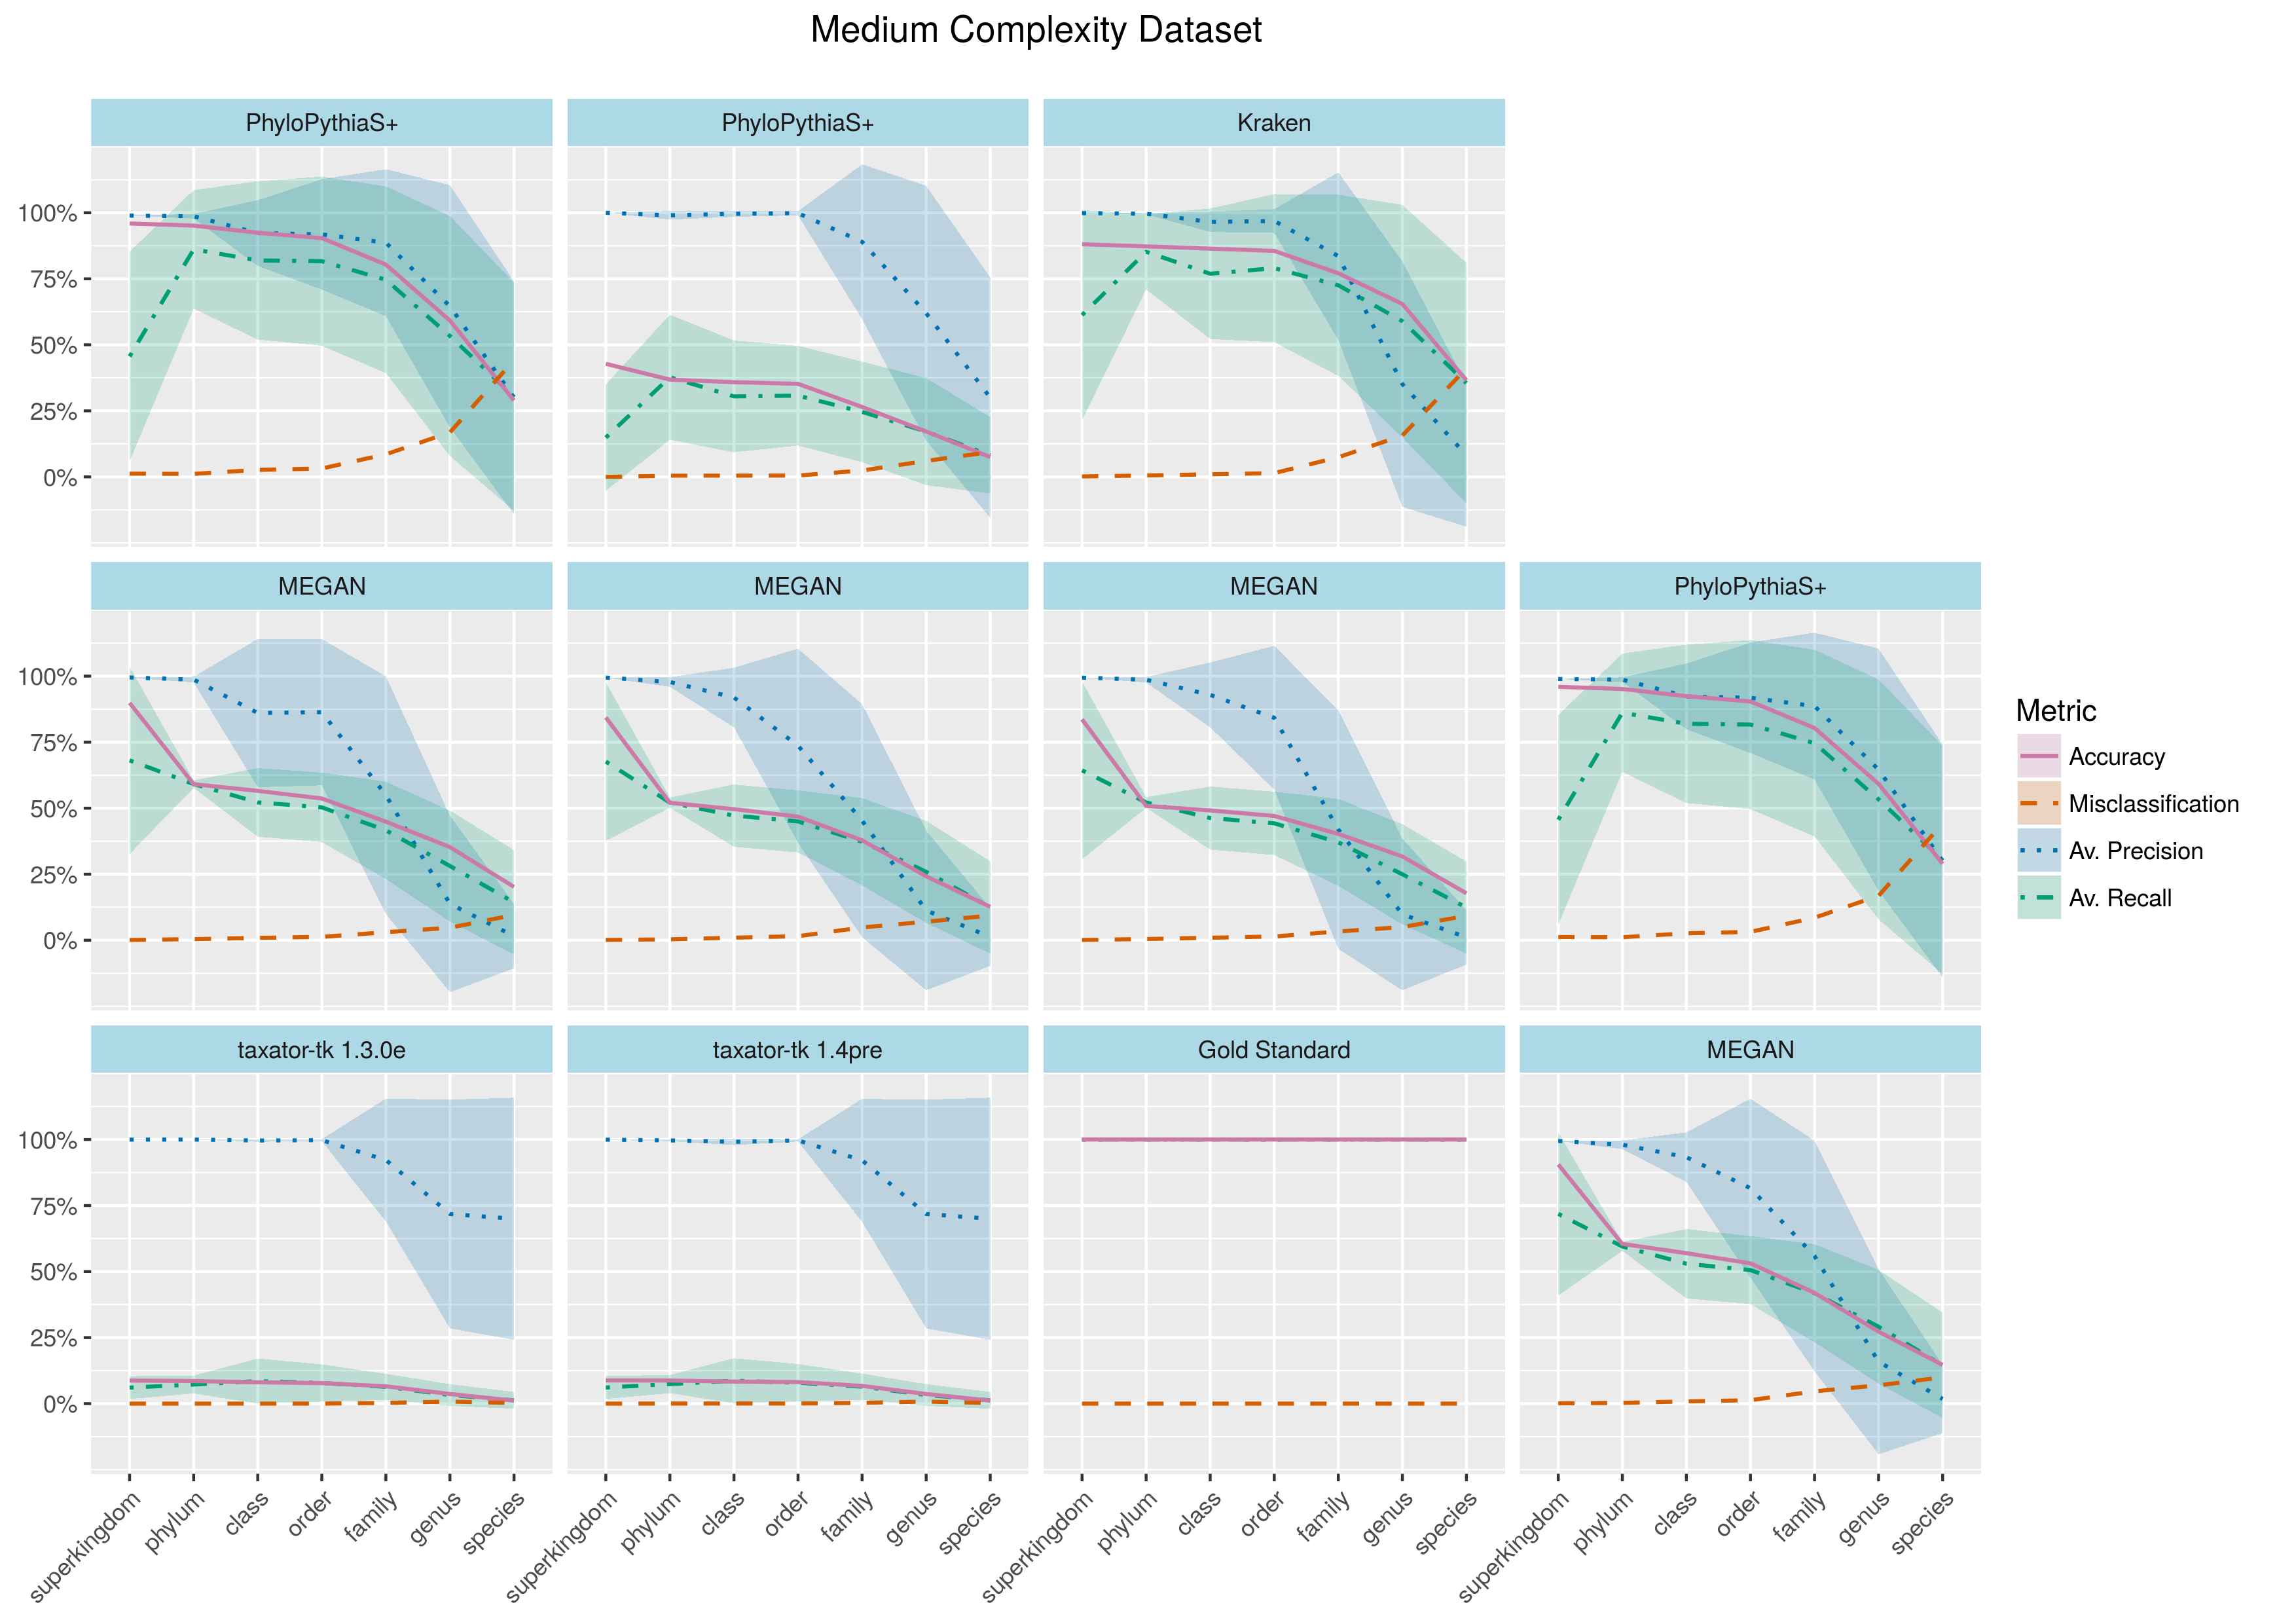 Medium Complexity Dataset
PhyloPythiaS+
PhyloPythiaS+
Kraken
100%
75%
50%
25%
0%
MEGAN
MEGAN
MEGAN
PhyloPythiaS+
100%
75%
50%
25%
0%
Metric
Accuracy
Misclassification
Av. Precision
Av. Recall
taxator-tk 1.3.0e
taxator-tk 1.4pre
Gold Standard
MEGAN
100%
75%
50%
25%
0%
superkingdom
phylum
class
order
family
genus
species
superkingdom
phylum
class
order
family
genus
species
superkingdom
phylum
class
order
family
genus
species
superkingdom
phylum
class
order
family
genus
species